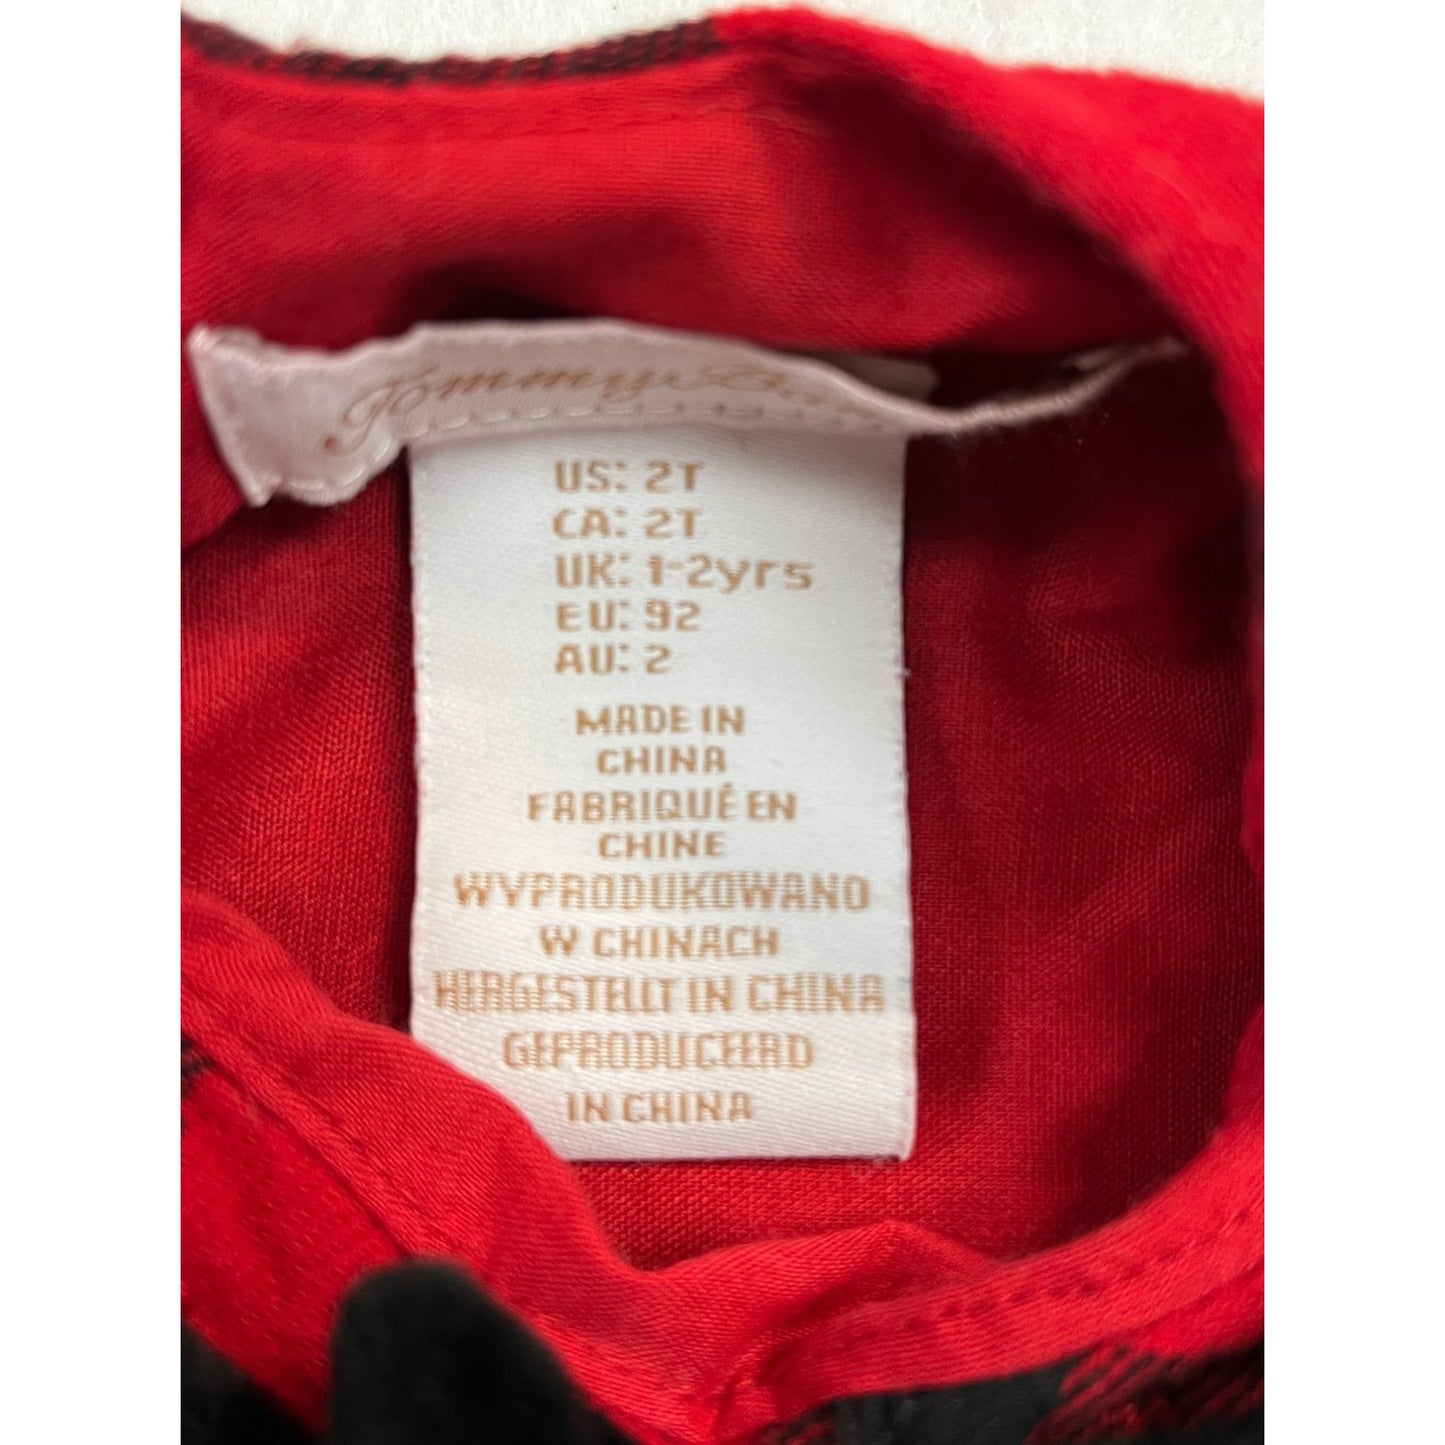 Tommy
US: 2T
CA: 2T
UK: 1-2yrs
EU: 92
AU: 2
MADE IN
CHINA
FABRIQUÉ EN
CHINE
WYPRODUKOWANO
W CHINACH
HERGESTELLT IN CHINA
GEPRODUCEERD
IN CHINA